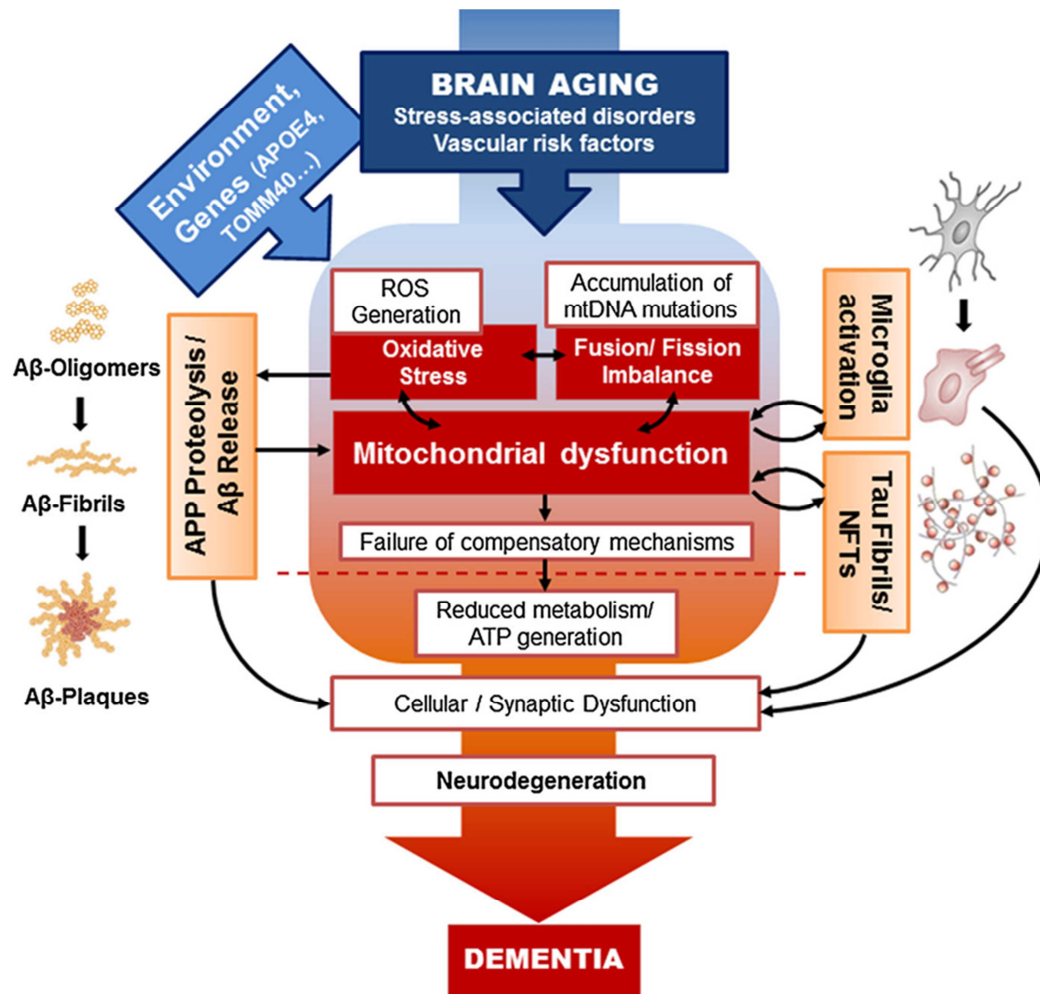 BRAIN AGING
Stress-associated disorders
Vascular risk factors
Environment,
Genes (APOE4,
TOMM40...)
ROS
Generation
Accumulation of
mtDNA mutations
Oxidative
Stress
Fusion/ Fission
Imbalance
Mitochondrial dysfunction
Failure of compensatory mechanisms
Reduced metabolism/
ATP generation
Cellular / Synaptic Dysfunction
Neurodegeneration
DEMENTIA
Aβ-Oligomers
Aβ-Fibrils
Aβ-Plaques
APP Proteolysis /
Aβ Release
Microglia
activation
Tau Fibrils/
NFTs